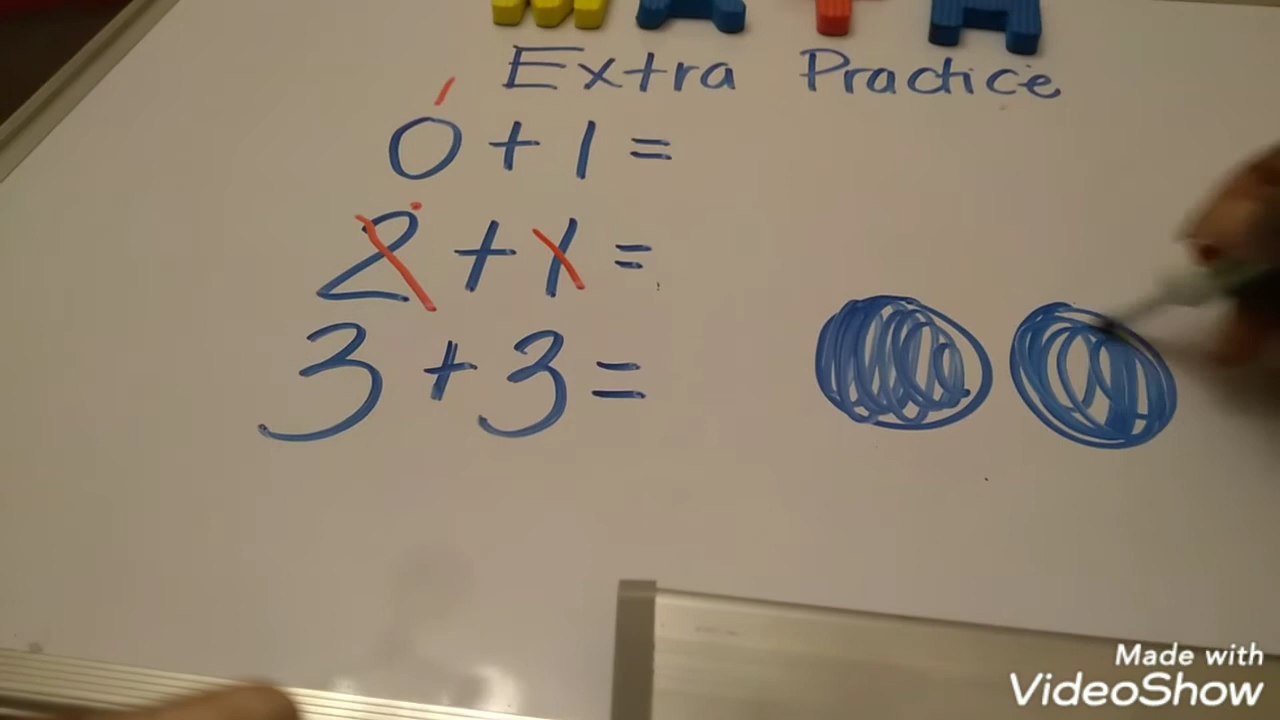 Extra Practice
0 + 1 =
2 + 1 =
3 + 3 =
Made with
VideoShow